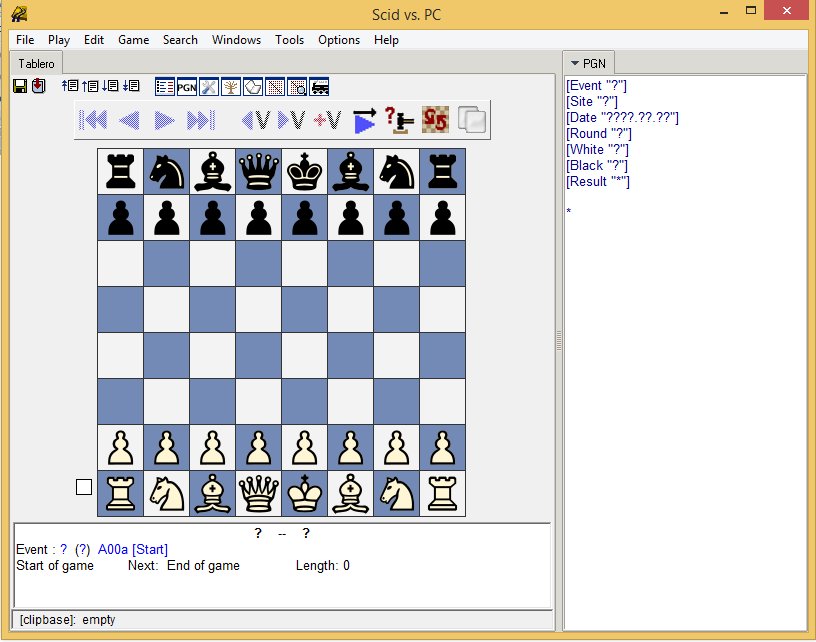 Scid vs. PC
File Play Edit Game Search Windows Tools Options Help
Tablero
PGN
PGN
[Event "?"]
[Site "?"]
[Date "????.??.??"]
[Round "?"]
[White "?"]
[Black "?"]
[Result "*"]
*
V V +V ?
? -- ?
Event : ? (?) A00a [Start]
Start of game Next: End of game Length: 0
[clipbase]: empty